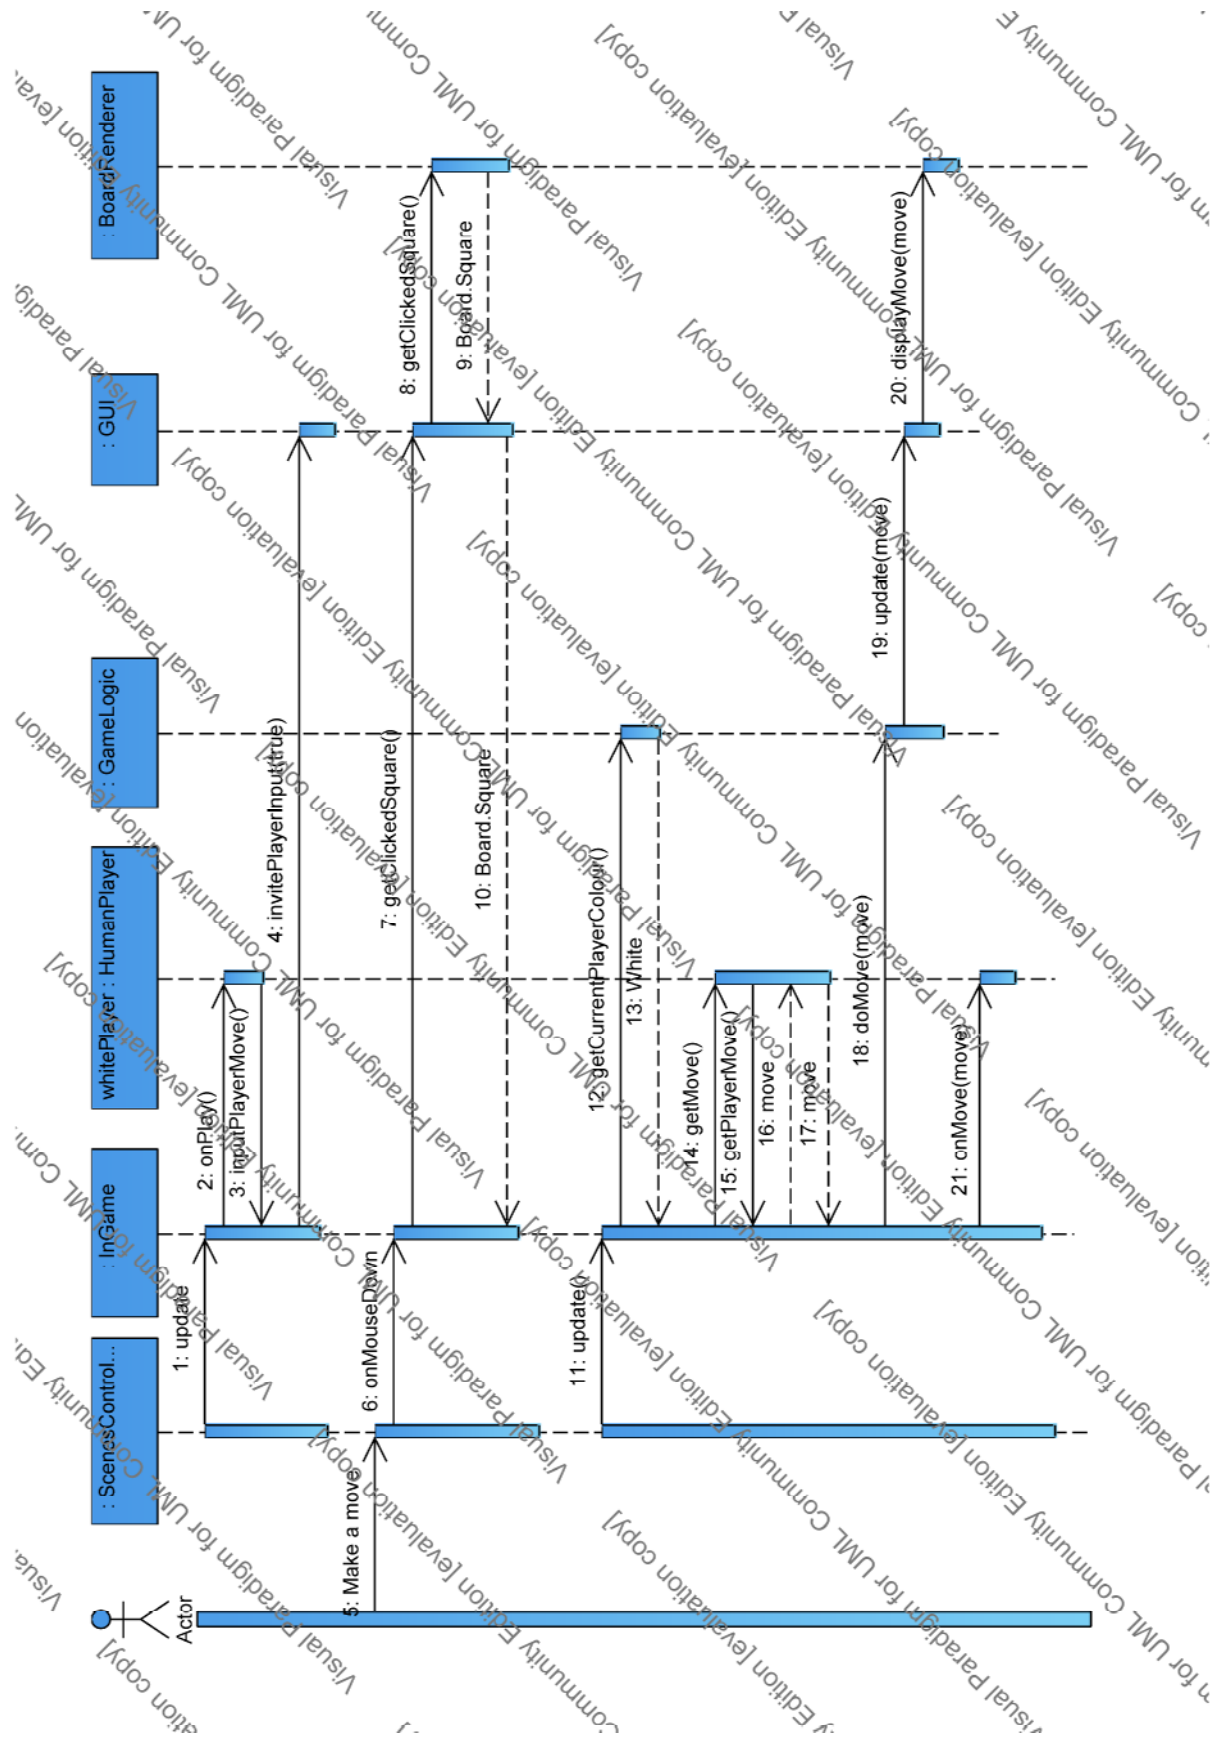 Actor
: ScenesControl...
: InGame
whitePlayer : HumanPlayer
: GameLogic
: GUI
: BoardRenderer
1: update
2: onPlay()
3: inputPlayerMove()
4: invitePlayerInput(true)
5: Make a move
6: onMouseDown
7: getClickedSquare()
8: getClickedSquare()
9: Board.Square
10: Board.Square
11: update()
12: getCurrentPlayerColour()
13: White
14: getMove()
15: getPlayerMove()
16: move
17: move
18: doMove(move)
19: update(move)
20: displayMove(move)
21: onMove(move)
Visual Paradigm for UML Community Edition [evaluation copy]